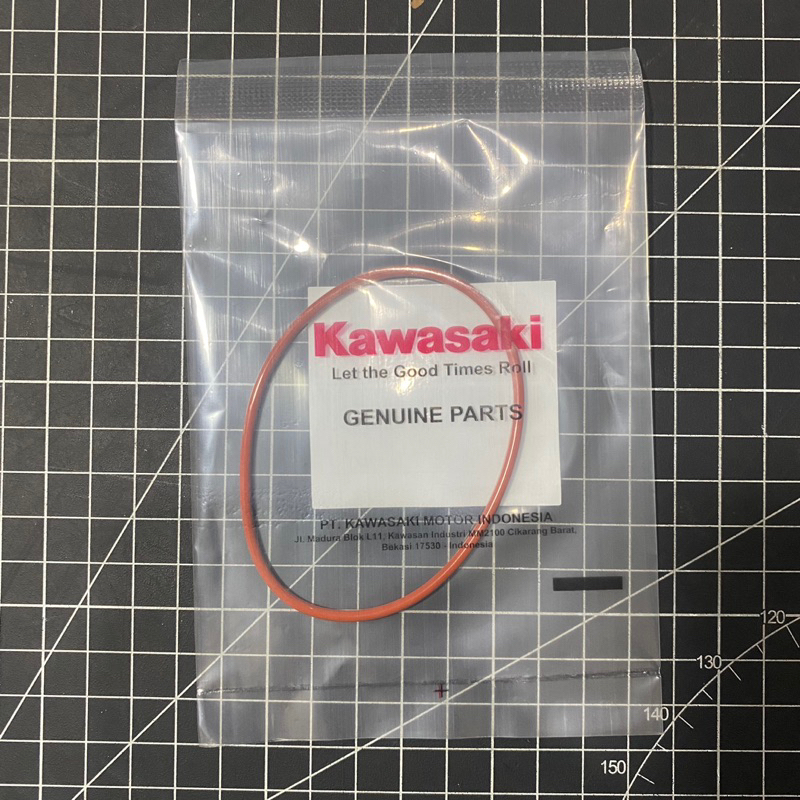 Kawasaki
Let the Good Times Roll
GENUINE PARTS
PT. KAWASAKI MOTOR INDONESIA
Jl. Madura Blok L11, Kawasan Industri MM2100 Cikarang Barat,
Bekasi 17530 - Indonesia
120
130
140
150